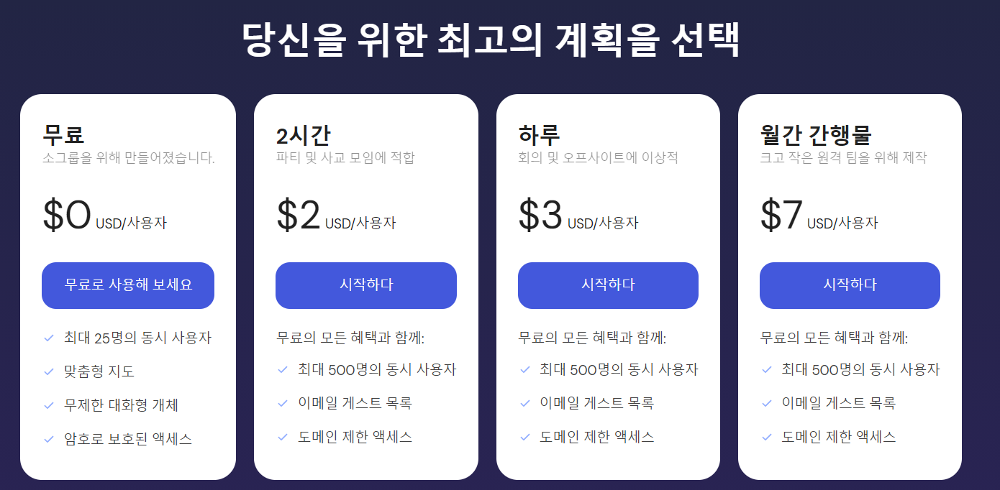 당신을 위한 최고의 계획을 선택
무료
소그룹을 위해 만들어졌습니다.
$0 USD/사용자
무료로 사용해 보세요
최대 25명의 동시 사용자
맞춤형 지도
무제한 대화형 개체
암호로 보호된 액세스
2시간
파티 및 사교 모임에 적합
$2 USD/사용자
시작하다
무료의 모든 혜택과 함께:
최대 500명의 동시 사용자
이메일 게스트 목록
도메인 제한 액세스
하루
회의 및 오프사이트에 이상적
$3 USD/사용자
시작하다
무료의 모든 혜택과 함께:
최대 500명의 동시 사용자
이메일 게스트 목록
도메인 제한 액세스
월간 간행물
크고 작은 원격 팀을 위해 제작
$7 USD/사용자
시작하다
무료의 모든 혜택과 함께:
최대 500명의 동시 사용자
이메일 게스트 목록
도메인 제한 액세스